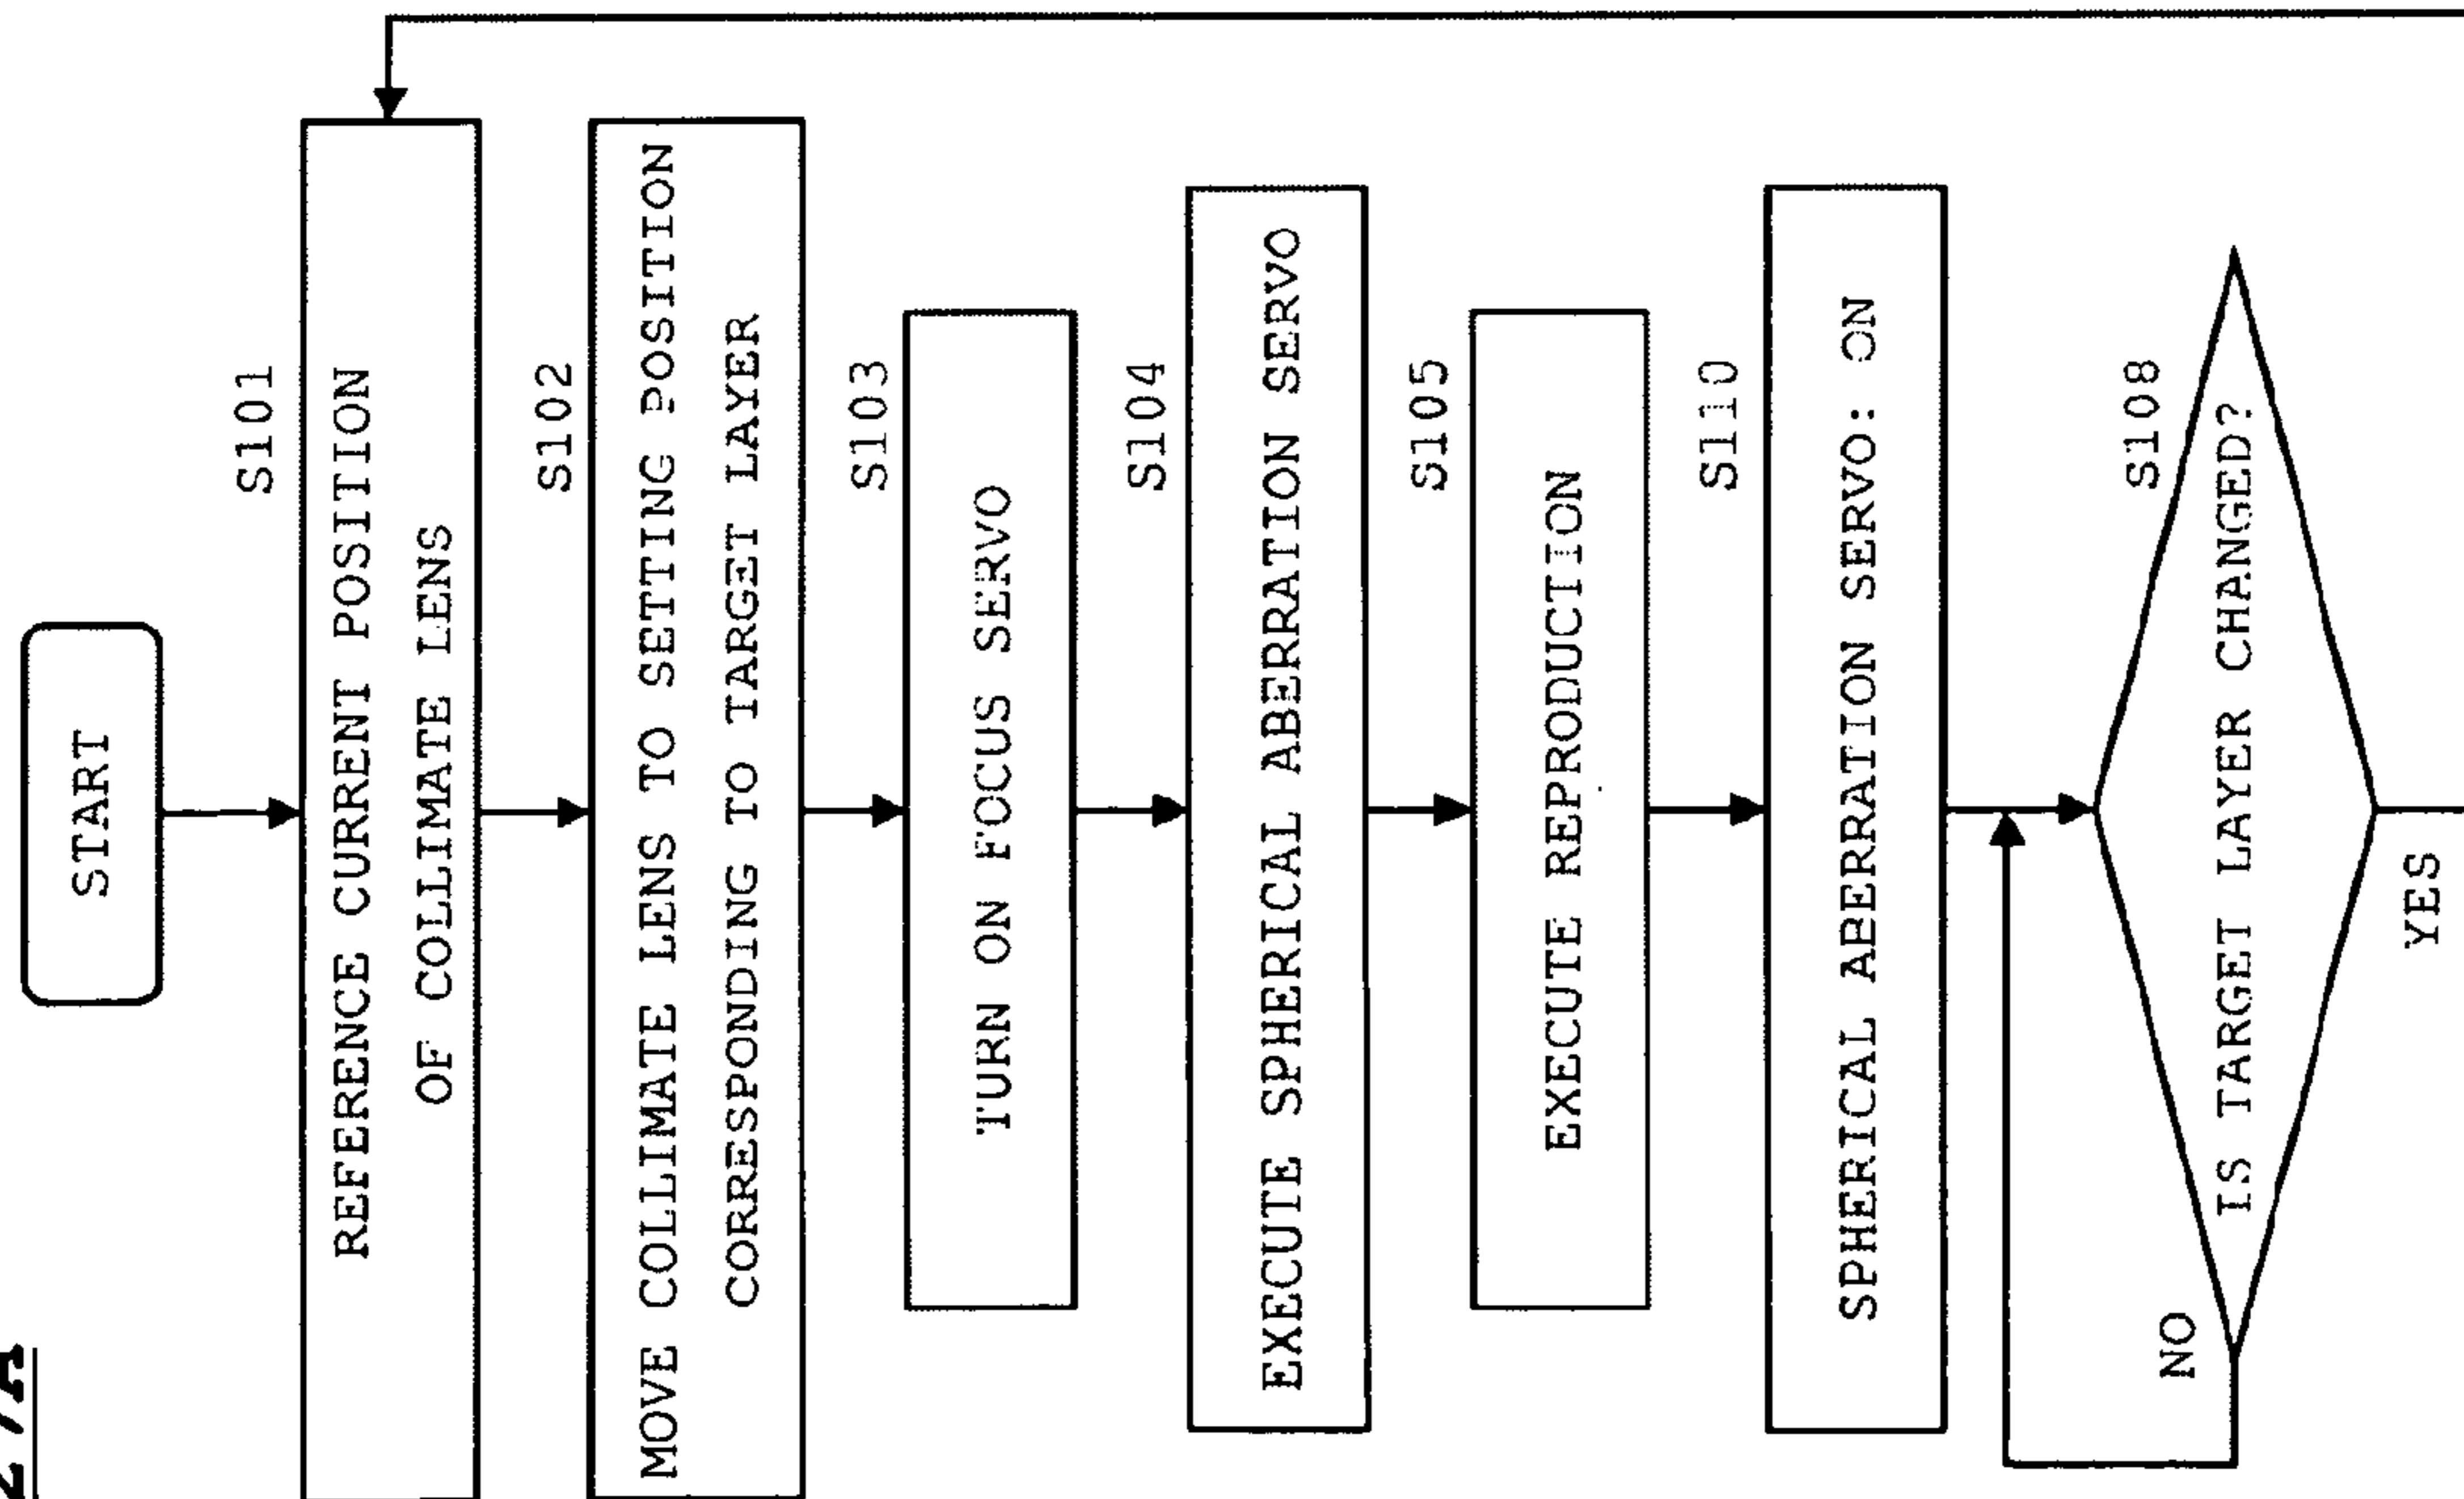 START
S101
REFERENCE CURRENT POSITION
OF COLLIMATE LENS
S102
MOVE COLLIMATE LENS TO SETTING POSITION
CORRESPONDING TO TARGET LAYER
S103
TURN ON FOCUS SERVO
S104
EXECUTE SPHERICAL ABERRATION SERVO
S105
EXECUTE REPRODUCTION
S110
SPHERICAL ABERRATION SERVO: ON
S108
IS TARGET LAYER CHANGED?
NO
YES